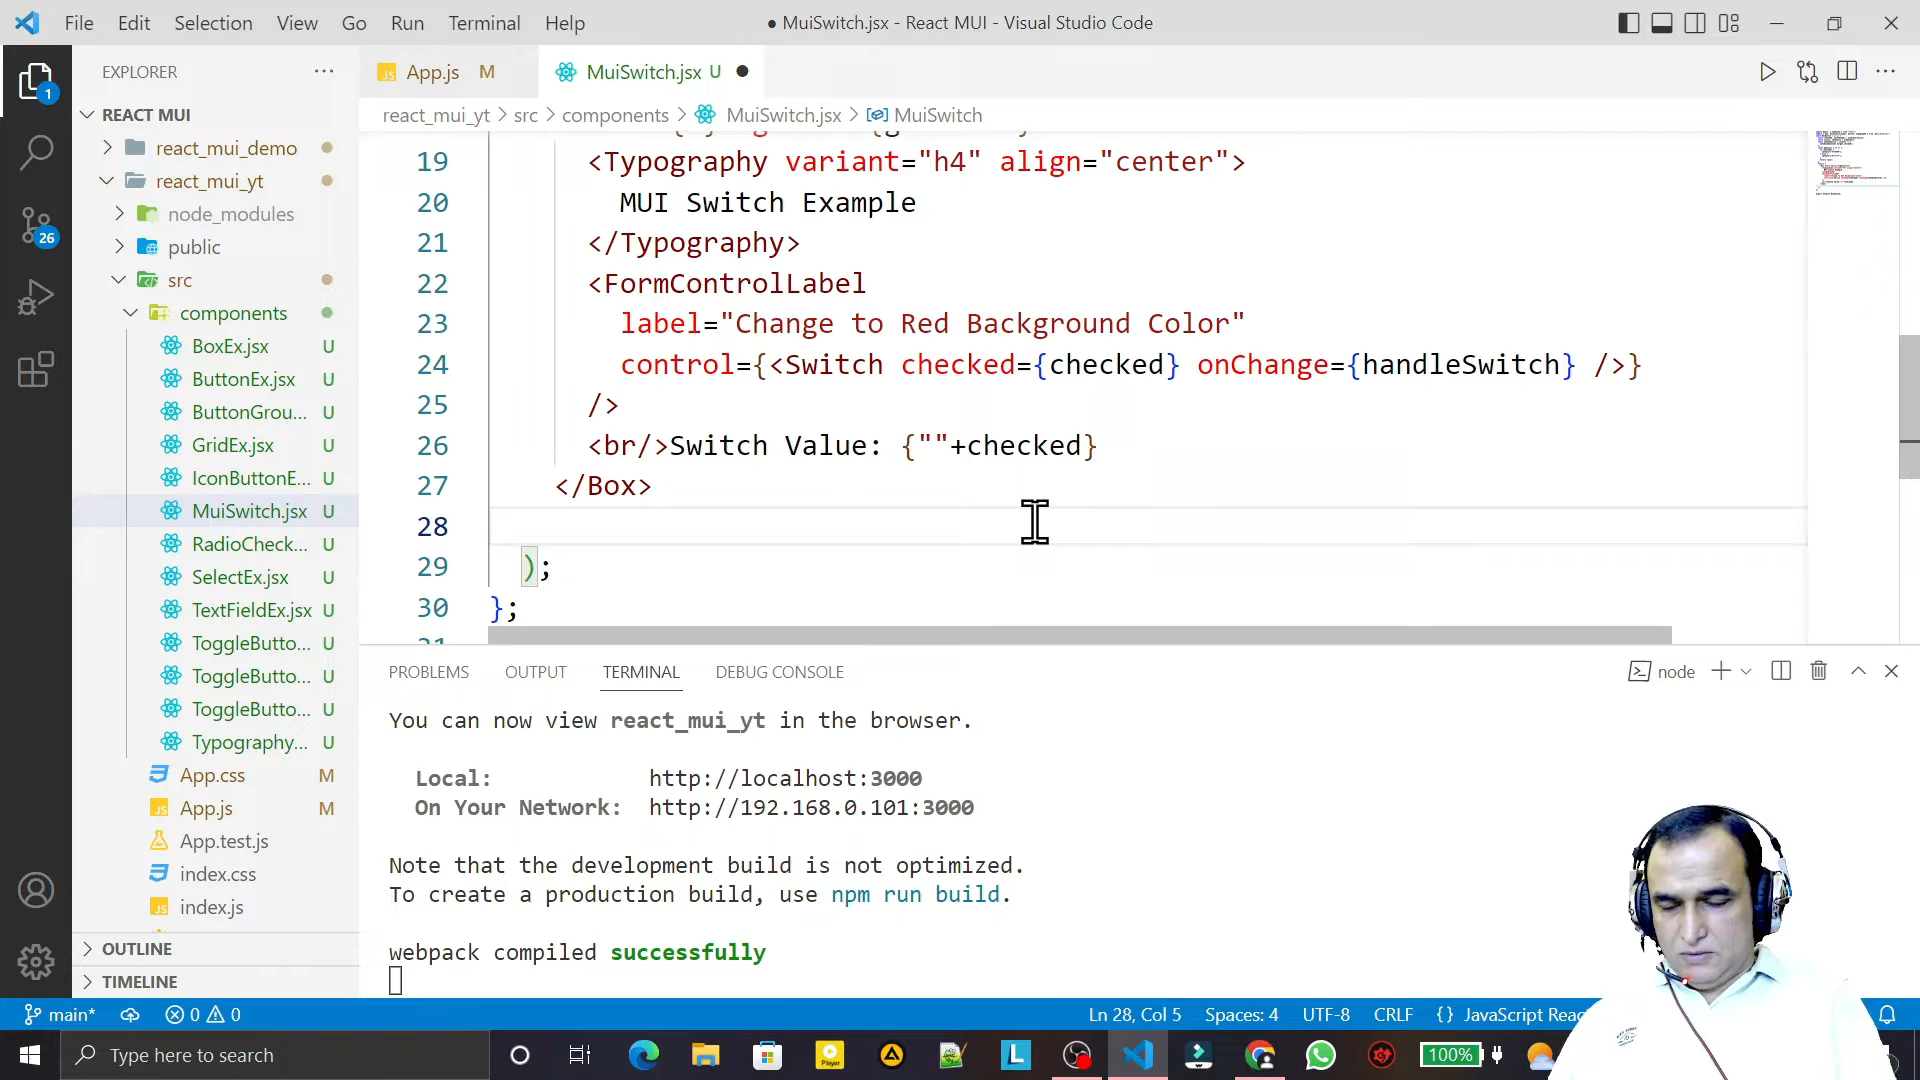 File Edit Selection View Go Run Terminal Help
● MuiSwitch.jsx - React MUI - Visual Studio Code
EXPLORER
App.js M
MuiSwitch.jsx U
react_mui_yt > src > components > MuiSwitch.jsx > MuiSwitch
REACT MUI
react_mui_demo
react_mui_yt
node_modules
public
src
components
BoxEx.jsx U
ButtonEx.jsx U
ButtonGrou... U
GridEx.jsx U
IconButtonE... U
MuiSwitch.jsx U
RadioCheck... U
SelectEx.jsx U
TextFieldEx.jsx U
ToggleButto... U
ToggleButto... U
ToggleButto... U
Typography... U
App.css M
App.js M
App.test.js
index.css
index.js
OUTLINE
TIMELINE
1
26
19 <Typography variant="h4" align="center">
20 MUI Switch Example
21 </Typography>
22 <FormControlLabel
23 label="Change to Red Background Color"
24 control={<Switch checked={checked} onChange={handleSwitch} />}
25 />
26 <br/>Switch Value: {""+checked}
27 </Box>
28
29 );
30 };
31
PROBLEMS OUTPUT TERMINAL DEBUG CONSOLE
node
You can now view react_mui_yt in the browser.
Local: http://localhost:3000
On Your Network: http://192.168.0.101:3000
Note that the development build is not optimized.
To create a production build, use npm run build.
webpack compiled successfully
main* 0 0
Ln 28, Col 5 Spaces: 4 UTF-8 CRLF {} JavaScript Reac
Type here to search
Player
L
100%